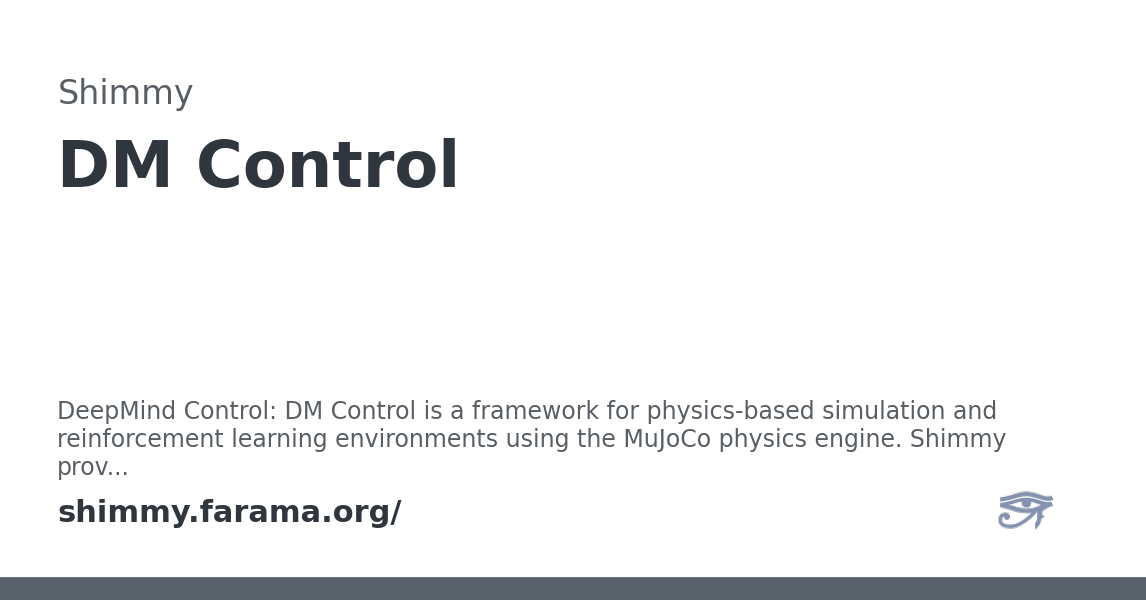 Shimmy
DM Control
DeepMind Control: DM Control is a framework for physics-based simulation and
reinforcement learning environments using the MuJoCo physics engine. Shimmy
prov...
shimmy.farama.org/